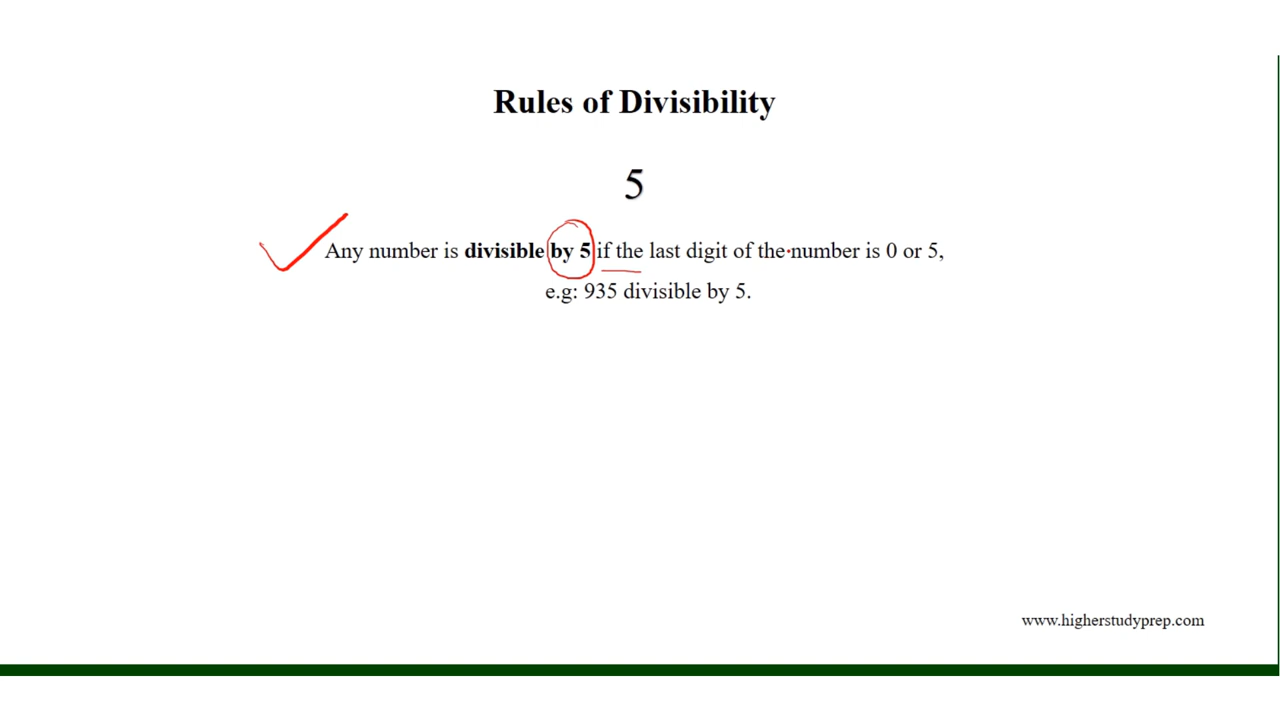 Rules of Divisibility
5
Any number is divisible by 5 if the last digit of the number is 0 or 5,
e.g: 935 divisible by 5.
www.higherstudyprep.com